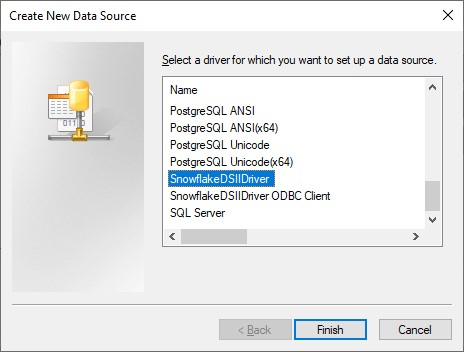 Create New Data Source
Select a driver for which you want to set up a data source.
Name
PostgreSQL ANSI
PostgreSQL ANSI(x64)
PostgreSQL Unicode
PostgreSQL Unicode(x64)
SnowflakeDSIIDriver
SnowflakeDSIIDriver ODBC Client
SQL Server
< Back
Finish
Cancel